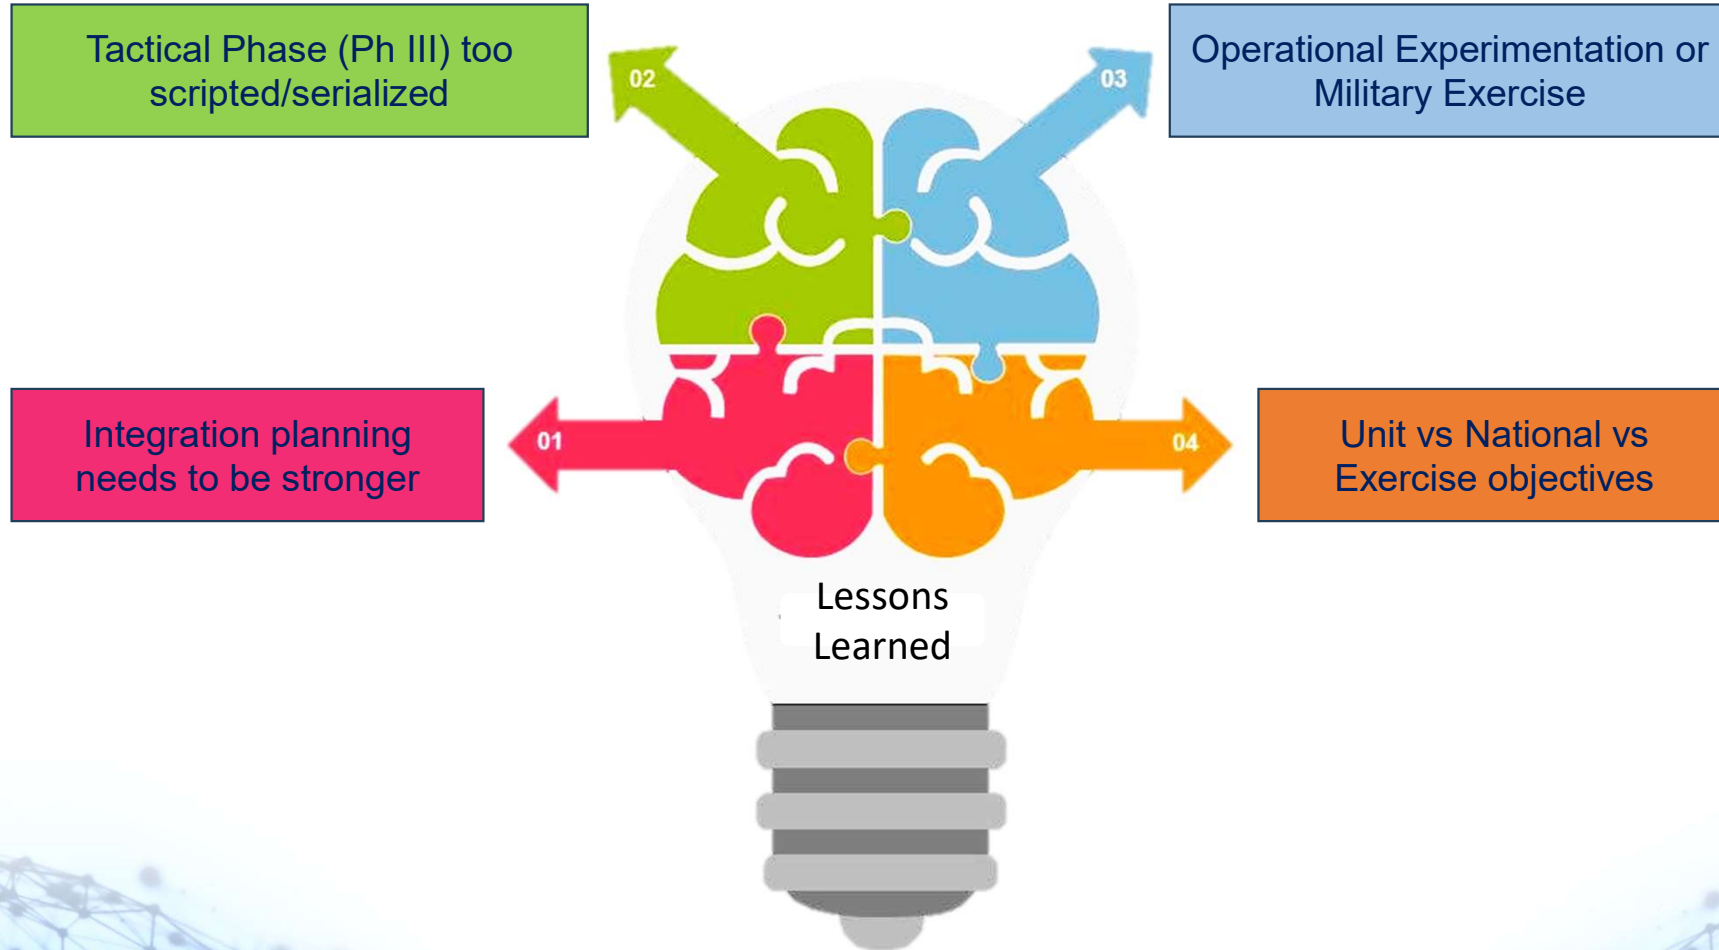 Tactical Phase (Ph III) too
scripted/serialized
02
03
Operational Experimentation or
Military Exercise
Integration planning
needs to be stronger
01
04
Unit vs National vs
Exercise objectives
Lessons
Learned